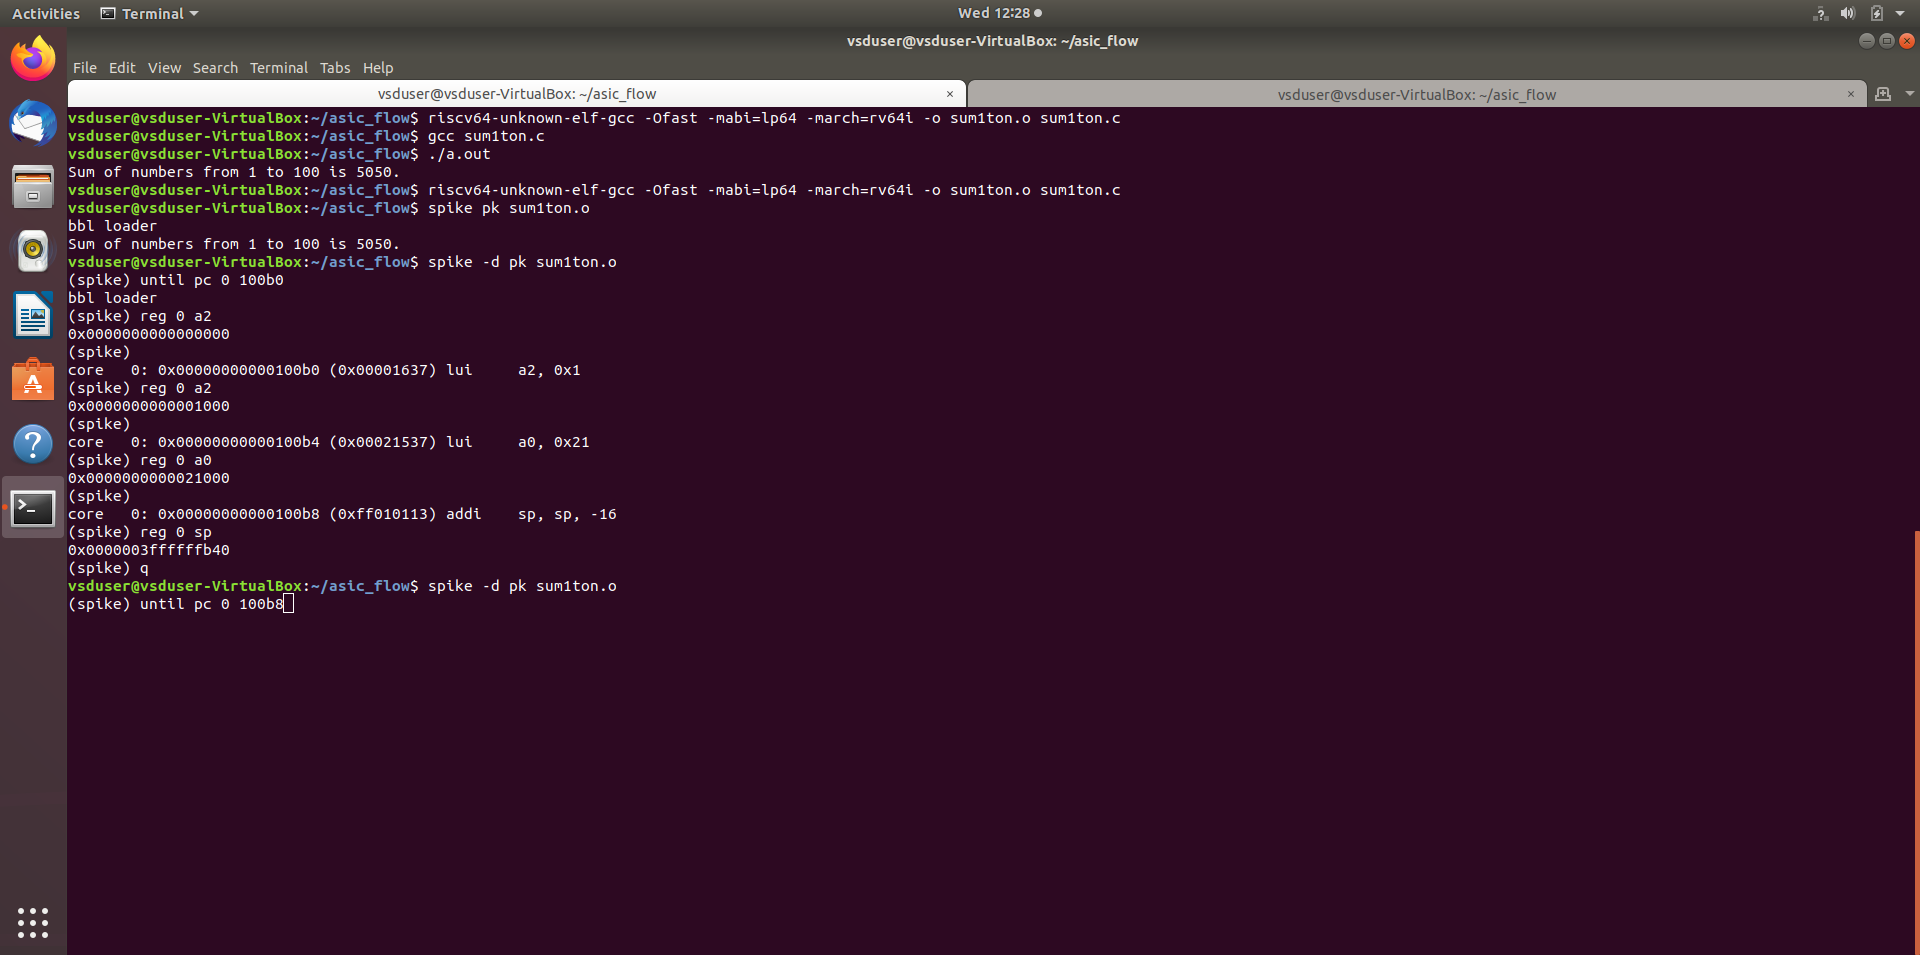 Activities Terminal Wed 12:28
vsduser@vsduser-VirtualBox: ~/asic_flow
File Edit View Search Terminal Tabs Help
vsduser@vsduser-VirtualBox: ~/asic_flow × vsduser@vsduser-VirtualBox: ~/asic_flow ×
vsduser@vsduser-VirtualBox:~/asic_flow$ riscv64-unknown-elf-gcc -Ofast -mabi=lp64 -march=rv64i -o sum1ton.o sum1ton.c
vsduser@vsduser-VirtualBox:~/asic_flow$ gcc sum1ton.c
vsduser@vsduser-VirtualBox:~/asic_flow$ ./a.out
Sum of numbers from 1 to 100 is 5050.
vsduser@vsduser-VirtualBox:~/asic_flow$ riscv64-unknown-elf-gcc -Ofast -mabi=lp64 -march=rv64i -o sum1ton.o sum1ton.c
vsduser@vsduser-VirtualBox:~/asic_flow$ spike pk sum1ton.o
bbl loader
Sum of numbers from 1 to 100 is 5050.
vsduser@vsduser-VirtualBox:~/asic_flow$ spike -d pk sum1ton.o
(spike) until pc 0 100b0
bbl loader
(spike) reg 0 a2
0x0000000000000000
(spike)
core   0: 0x00000000000100b0 (0x00001637) lui     a2, 0x1
(spike) reg 0 a2
0x0000000000001000
(spike)
core   0: 0x00000000000100b4 (0x00021537) lui     a0, 0x21
(spike) reg 0 a0
0x0000000000021000
(spike)
core   0: 0x00000000000100b8 (0xff010113) addi    sp, sp, -16
(spike) reg 0 sp
0x0000003ffffffb40
(spike) q
vsduser@vsduser-VirtualBox:~/asic_flow$ spike -d pk sum1ton.o
(spike) until pc 0 100b8